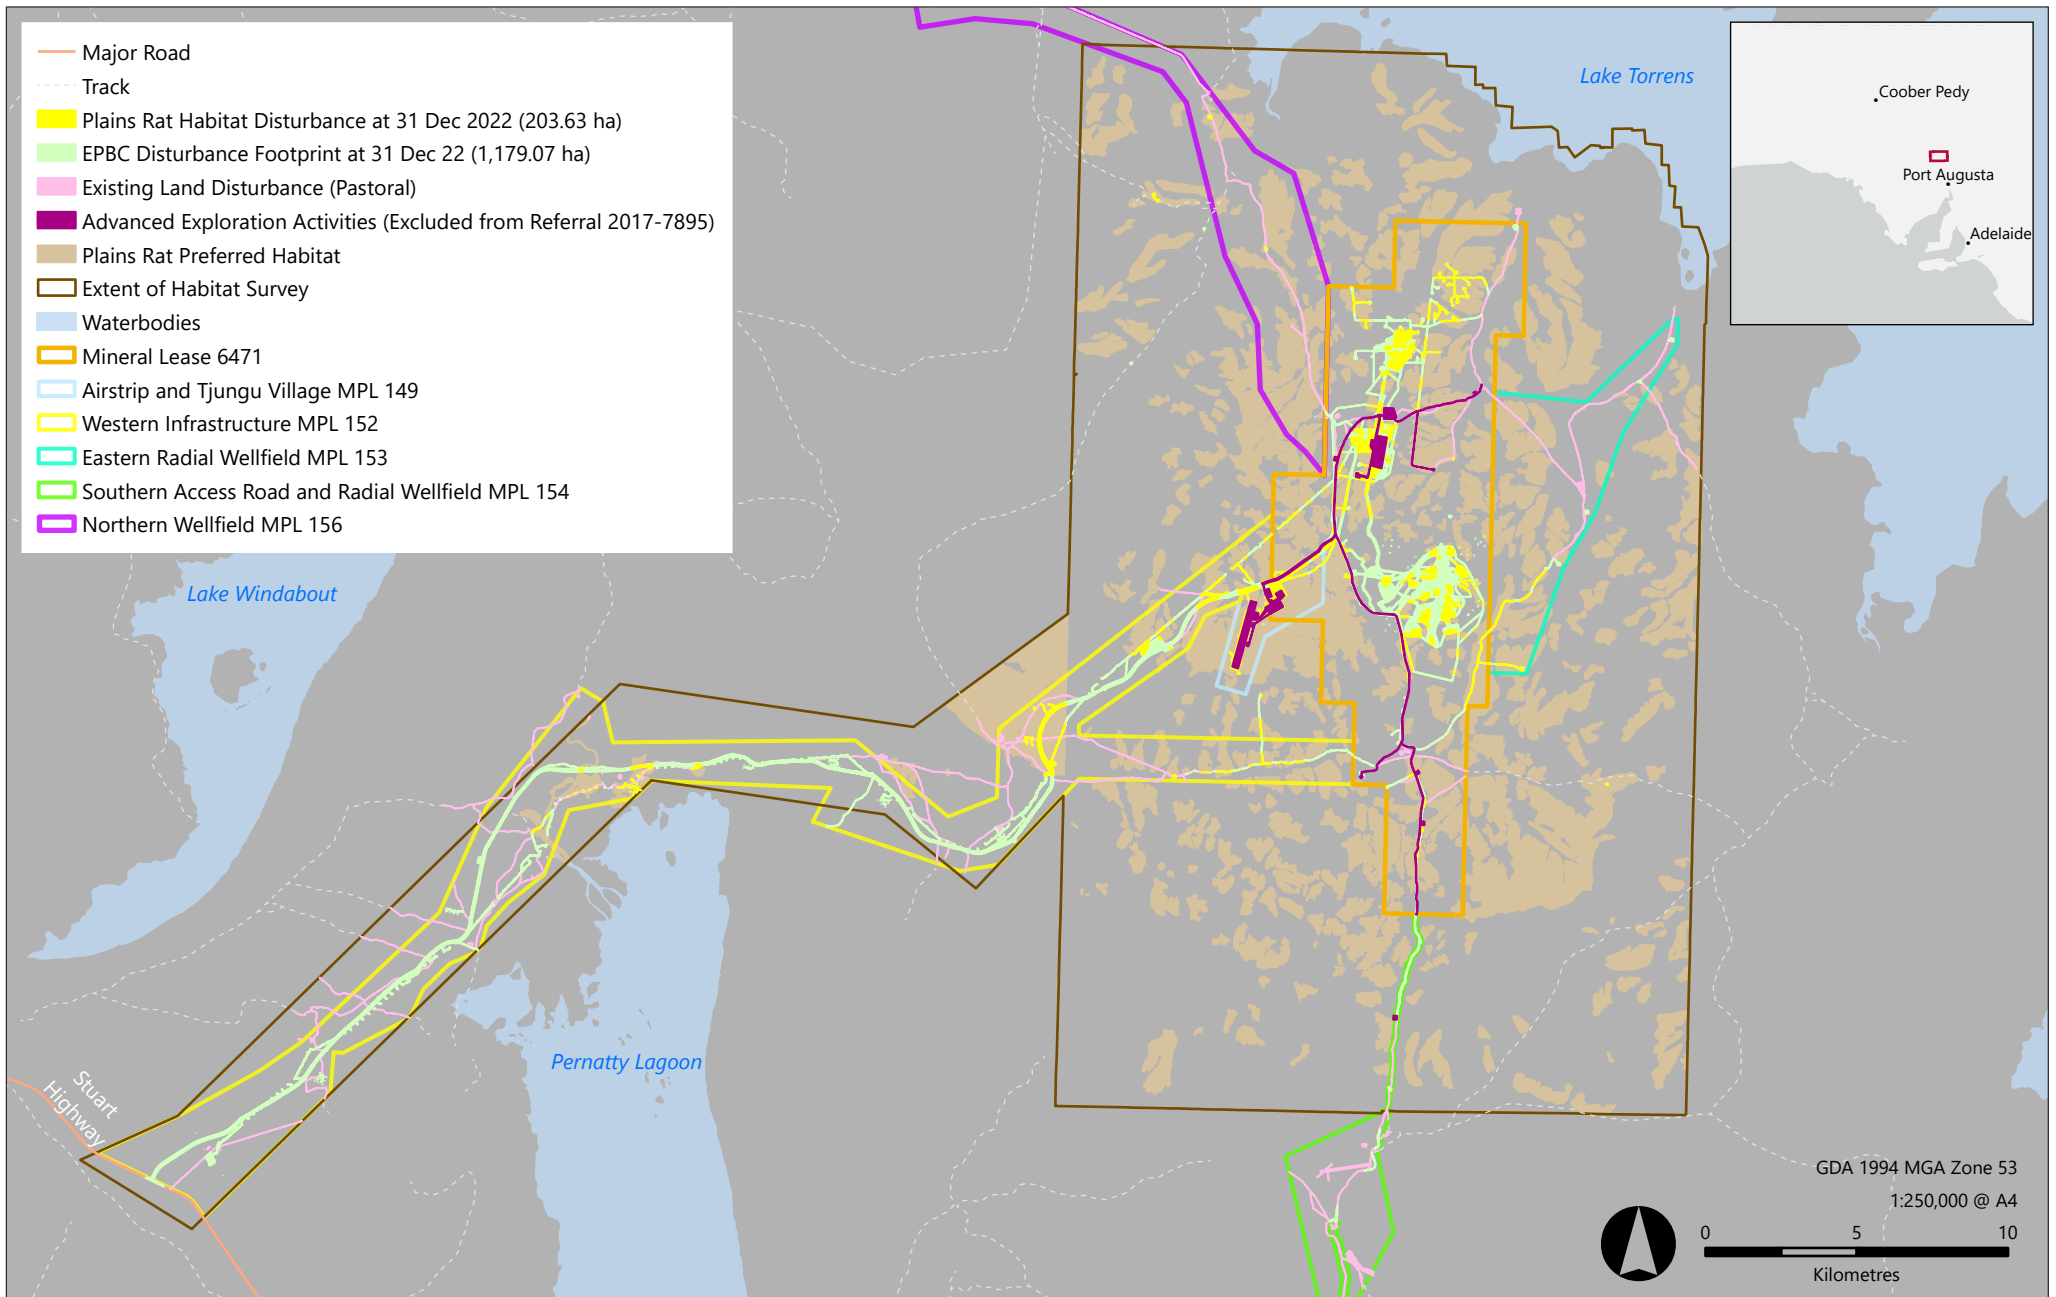 Major Road
Track
Plains Rat Habitat Disturbance at 31 Dec 2022 (203.63 ha)
EPBC Disturbance Footprint at 31 Dec 22 (1,179.07 ha)
Existing Land Disturbance (Pastoral)
Advanced Exploration Activities (Excluded from Referral 2017-7895)
Plains Rat Preferred Habitat
Extent of Habitat Survey
Waterbodies
Mineral Lease 6471
Airstrip and Tjungu Village MPL 149
Western Infrastructure MPL 152
Eastern Radial Wellfield MPL 153
Southern Access Road and Radial Wellfield MPL 154
Northern Wellfield MPL 156
Lake Torrens
Coober Pedy
Port Augusta
Adelaide
Lake Windabout
Pernatty Lagoon
Stuart
Highway
GDA 1994 MGA Zone 53
1:250,000 @ A4
0 5 10
Kilometres